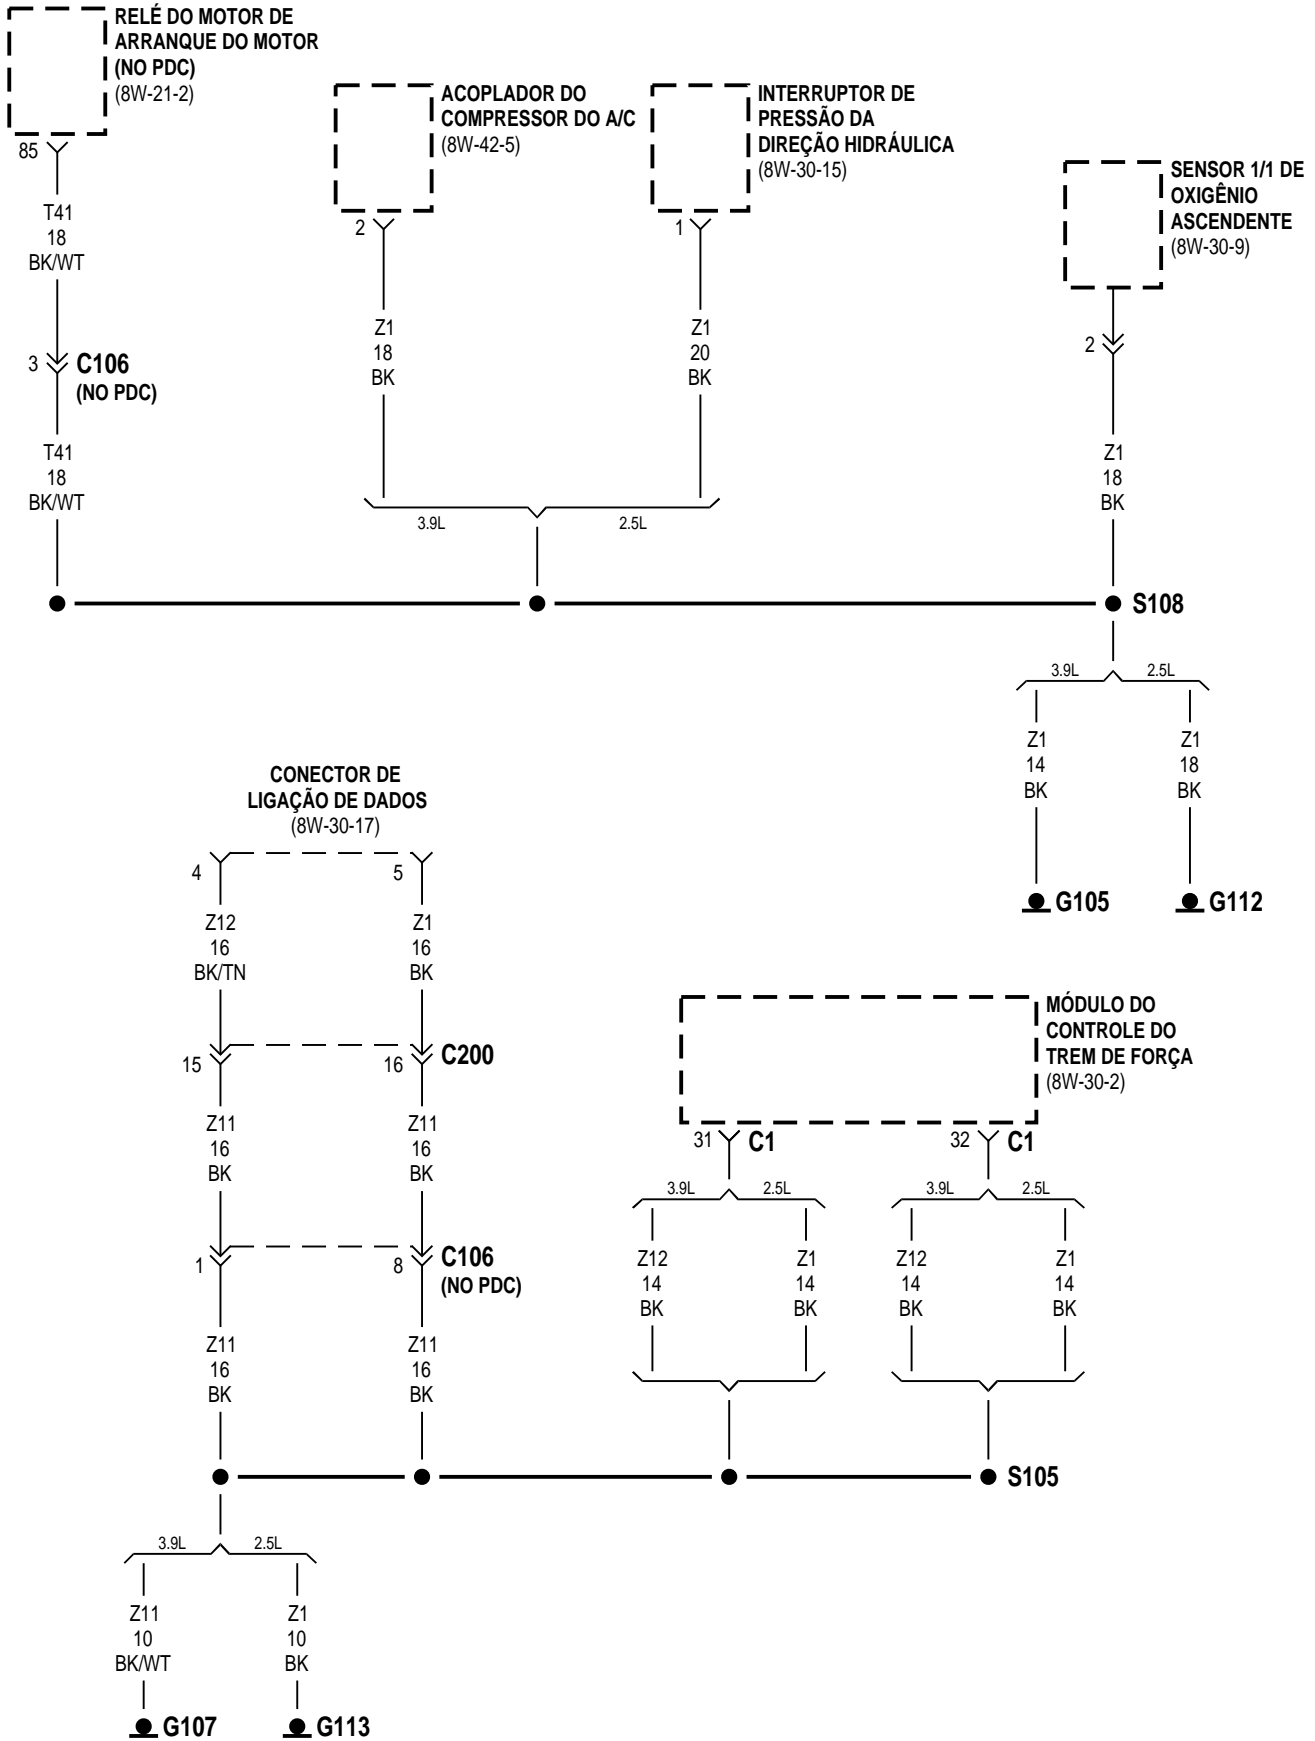 RELÉ DO MOTOR DE
ARRANQUE DO MOTOR
(NO PDC)
(8W-21-2)
85
T41
18
BK/WT
3
C106
(NO PDC)
T41
18
BK/WT
ACOPLADOR DO
COMPRESSOR DO A/C
(8W-42-5)
2
Z1
18
BK
INTERRUPTOR DE
PRESSÃO DA
DIREÇÃO HIDRÁULICA
(8W-30-15)
1
Z1
20
BK
3.9L
2.5L
SENSOR 1/1 DE
OXIGÊNIO
ASCENDENTE
(8W-30-9)
2
Z1
18
BK
S108
3.9L
2.5L
Z1
14
BK
Z1
18
BK
G105
G112
CONECTOR DE
LIGAÇÃO DE DADOS
(8W-30-17)
4
5
Z12
16
BK/TN
Z1
16
BK
15
16
C200
Z11
16
BK
Z11
16
BK
1
8
C106
(NO PDC)
Z11
16
BK
Z11
16
BK
MÓDULO DO
CONTROLE DO
TREM DE FORÇA
(8W-30-2)
31
C1
32
C1
3.9L
2.5L
3.9L
2.5L
Z12
14
BK
Z1
14
BK
Z12
14
BK
Z1
14
BK
S105
3.9L
2.5L
Z11
10
BK/WT
Z1
10
BK
G107
G113